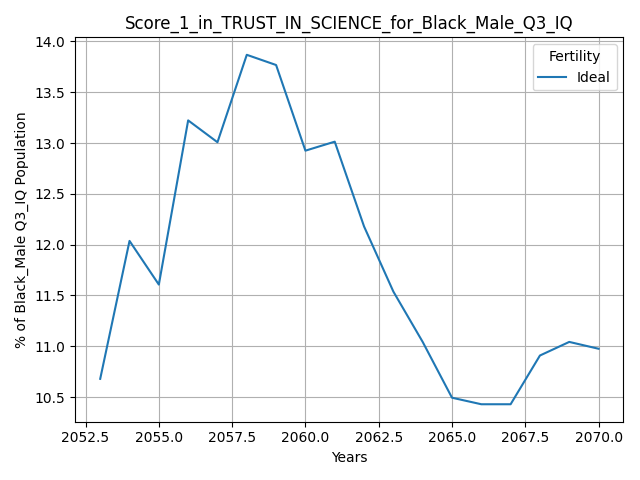 Score_1_in_TRUST_IN_SCIENCE_for_Black_Male_Q3_IQ
Fertility
Ideal
% of Black_Male Q3_IQ Population
14.0
13.5
13.0
12.5
12.0
11.5
11.0
10.5
2052.5 2055.0 2057.5 2060.0 2062.5 2065.0 2067.5 2070.0
Years